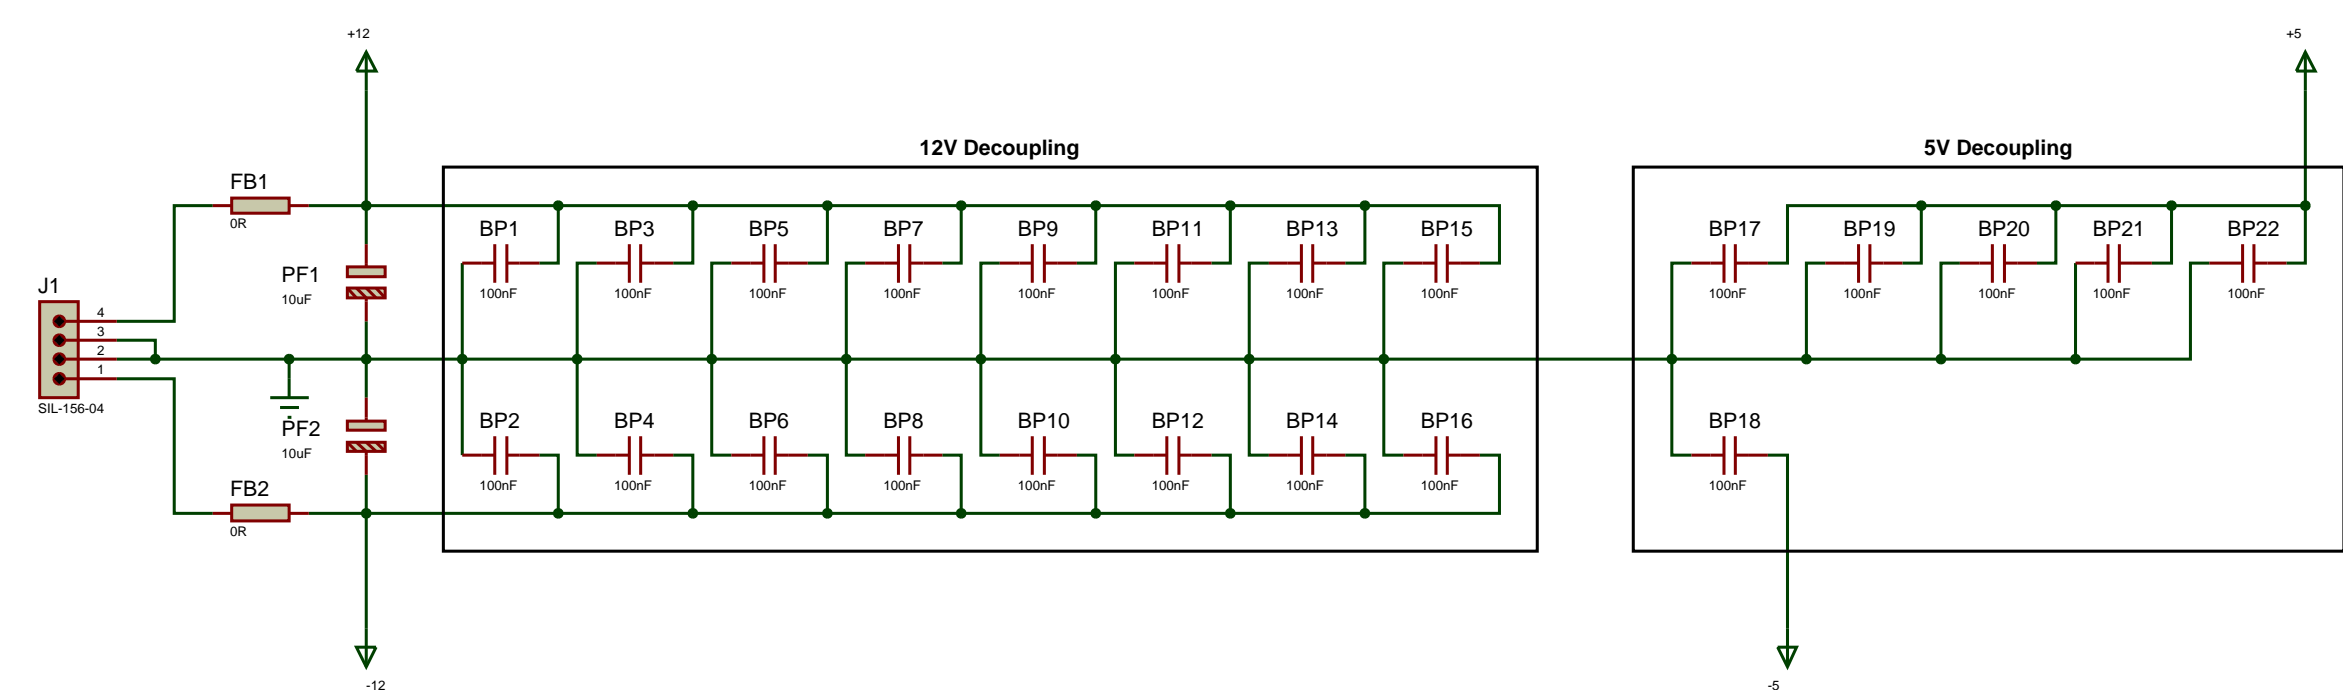 +12
+5
12V Decoupling
5V Decoupling
FB1
0R
BP1
BP3
BP5
BP7
BP9
BP11
BP13
BP15
BP17
BP19
BP20
BP21
BP22
100nF
100nF
100nF
100nF
100nF
100nF
100nF
100nF
100nF
100nF
100nF
100nF
100nF
PF1
10uF
J1
4
3
2
1
SIL-156-04
PF2
10uF
BP2
BP4
BP6
BP8
BP10
BP12
BP14
BP16
BP18
100nF
100nF
100nF
100nF
100nF
100nF
100nF
100nF
100nF
FB2
0R
-12
-5